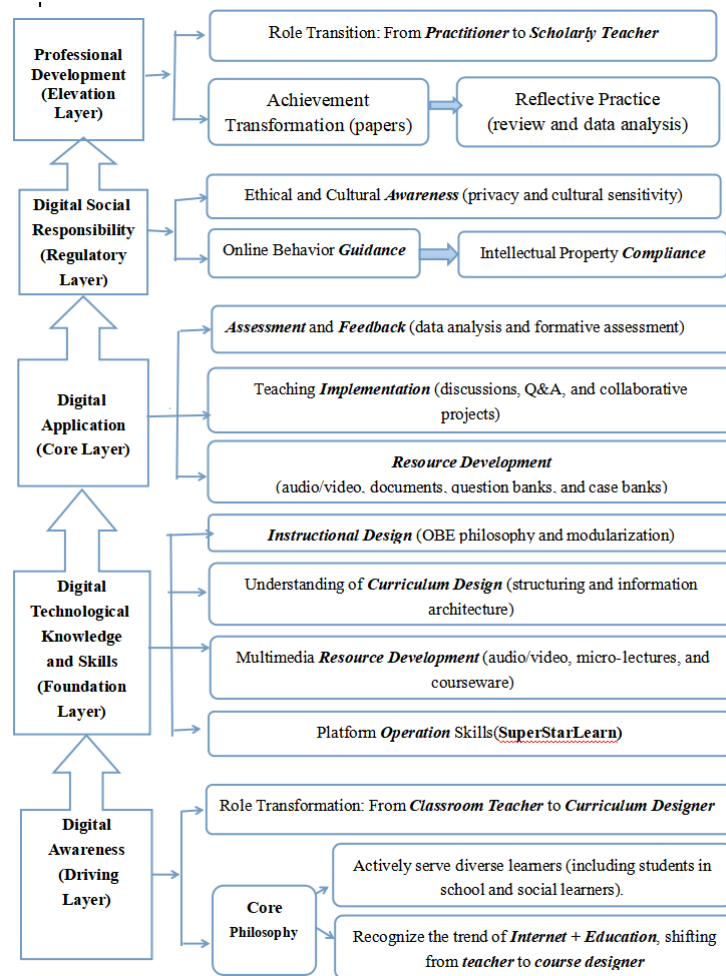 Professional
Development
(Elevation
Layer)
Role Transition: From Practitioner to Scholarly Teacher
Achievement
Transformation (papers)
Reflective Practice
(review and data analysis)
Digital Social
Responsibility
(Regulatory
Layer)
Ethical and Cultural Awareness (privacy and cultural sensitivity)
Online Behavior Guidance
Intellectual Property Compliance
Digital
Application
(Core Layer)
Assessment and Feedback (data analysis and formative assessment)
Teaching Implementation (discussions, Q&A, and collaborative
projects)
Resource Development
(audio/video, documents, question banks, and case banks)
Digital
Technological
Knowledge
and Skills
(Foundation
Layer)
Instructional Design (OBE philosophy and modularization)
Understanding of Curriculum Design (structuring and information
architecture)
Multimedia Resource Development (audio/video, micro-lectures, and
courseware)
Platform Operation Skills(SuperStarLearn)
Digital
Awareness
(Driving
Layer)
Role Transformation: From Classroom Teacher to Curriculum Designer
Core
Philosophy
Actively serve diverse learners (including students in
school and social learners).
Recognize the trend of Internet + Education, shifting
from teacher to course designer